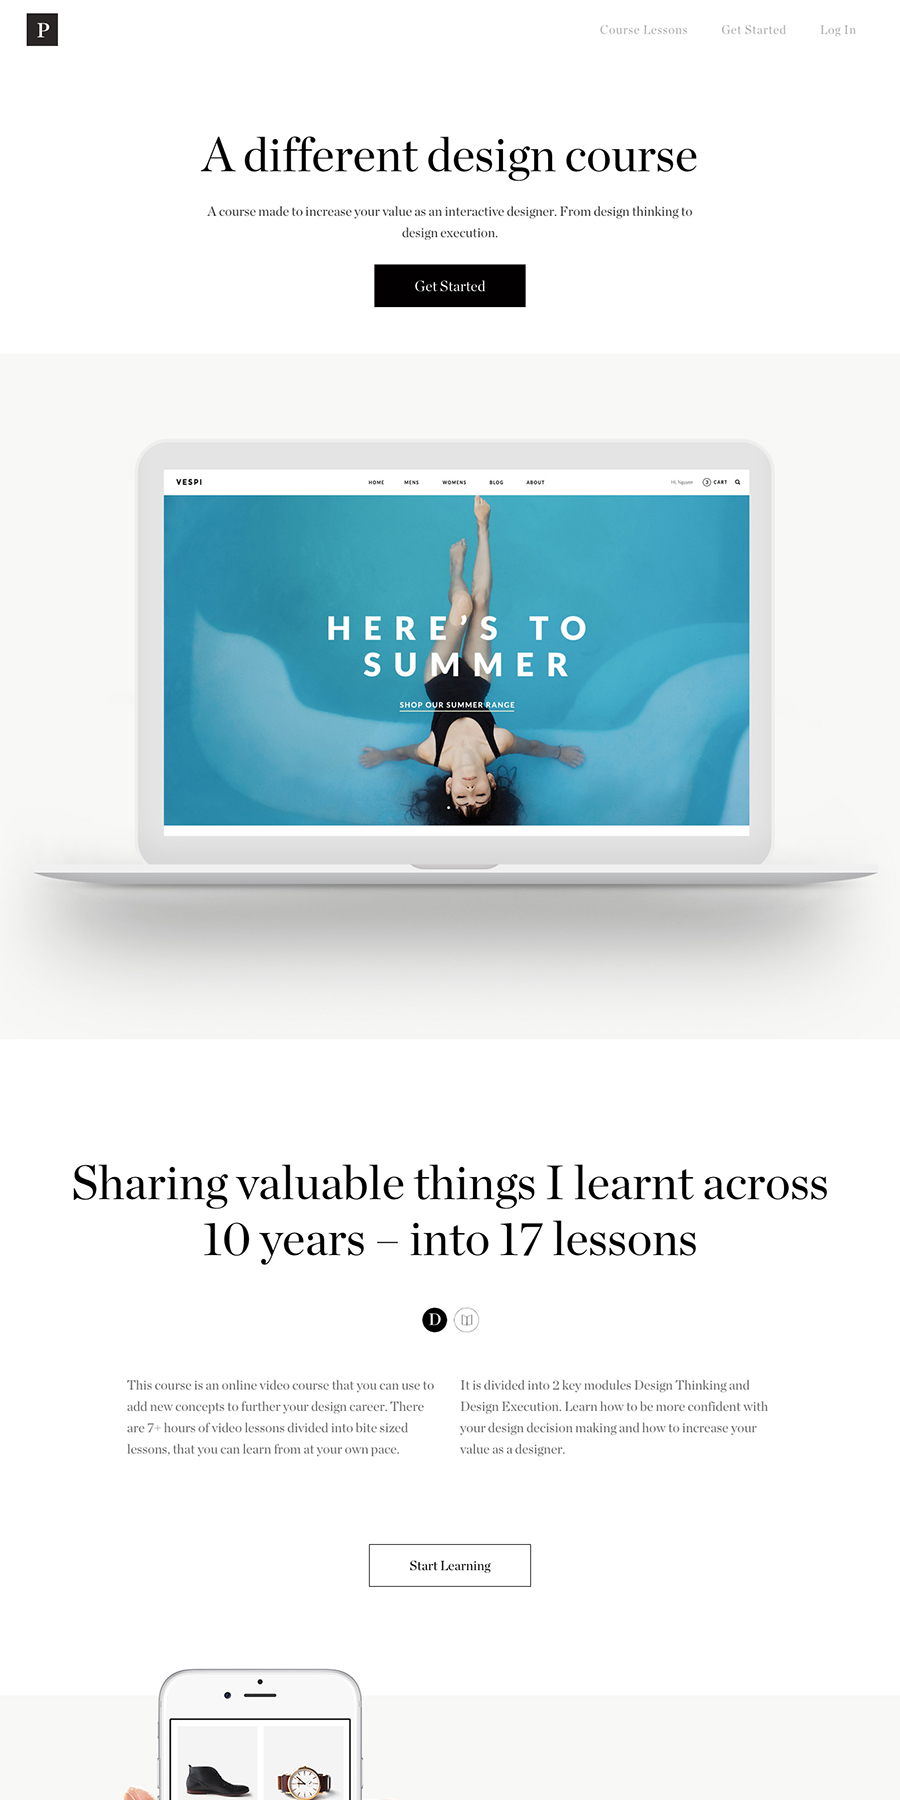 P
Course Lessons Get Started Log In
A different design course
A course made to increase your value as an interactive designer. From design thinking to
design execution.
Get Started
VESPI HOME MENS WOMENS BLOG ABOUT Hi, Nguyen 3 CART
HERE'S TO
SUMMER
SHOP OUR SUMMER RANGE
Sharing valuable things I learnt across
10 years – into 17 lessons
D
This course is an online video course that you can use to
add new concepts to further your design career. There
are 7+ hours of video lessons divided into bite sized
lessons, that you can learn from at your own pace.
It is divided into 2 key modules Design Thinking and
Design Execution. Learn how to be more confident with
your design decision making and how to increase your
value as a designer.
Start Learning